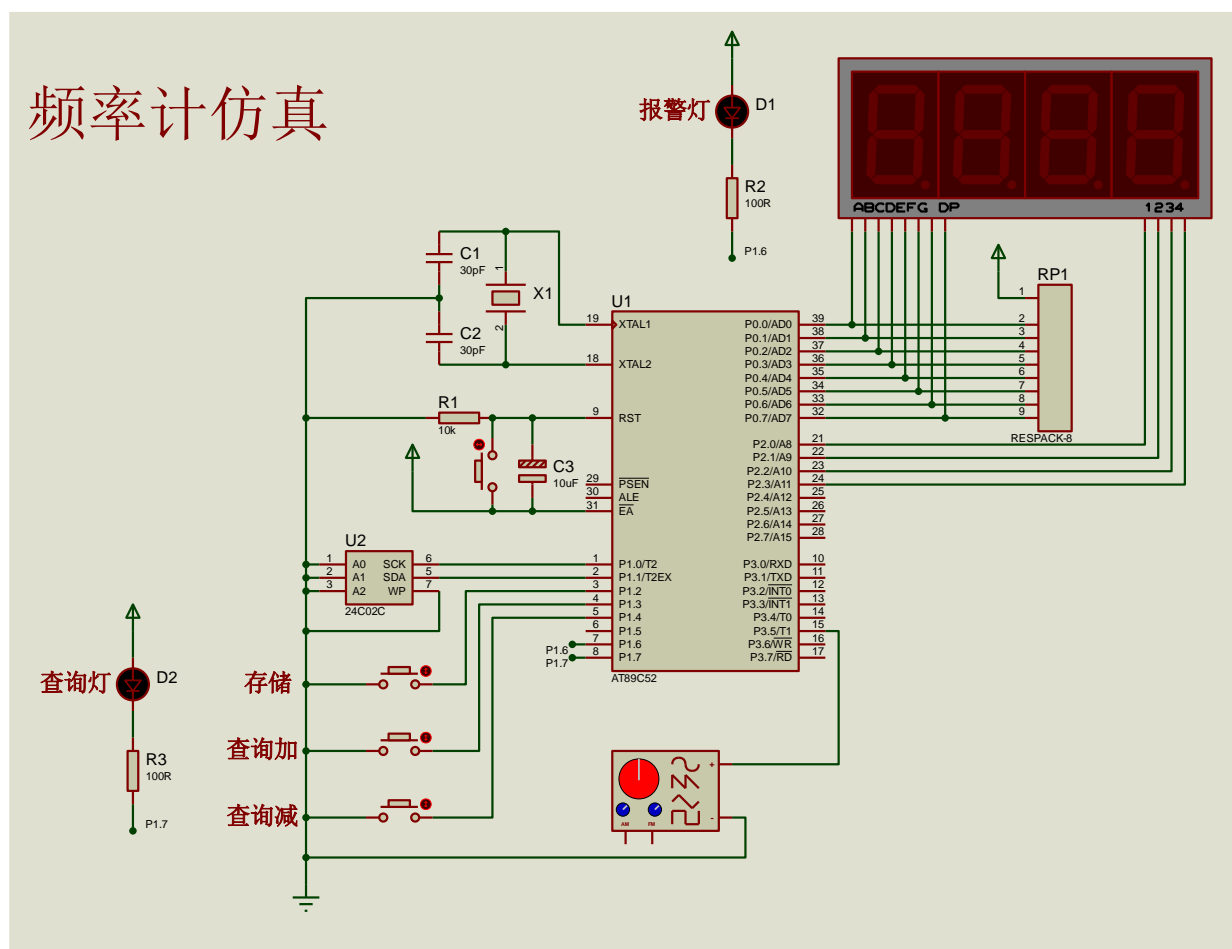 频率计仿真
报警灯
D1
R2
100R
P1.6
ABCDEFG DP
1234
C1
30pF
C2
30pF
1
2
X1
R1
10k
C3
10uF
RP1
1
2
3
4
5
6
7
8
9
RESPACK-8
U1
19 XTAL1
18 XTAL2
9 RST
29 PSEN
30 ALE
31 EA
1 P1.0/T2
2 P1.1/T2EX
3 P1.2
4 P1.3
5 P1.4
6 P1.5
7 P1.6
8 P1.7
P0.0/AD0 39
P0.1/AD1 38
P0.2/AD2 37
P0.3/AD3 36
P0.4/AD4 35
P0.5/AD5 34
P0.6/AD6 33
P0.7/AD7 32
P2.0/A8 21
P2.1/A9 22
P2.2/A10 23
P2.3/A11 24
P2.4/A12 25
P2.5/A13 26
P2.6/A14 27
P2.7/A15 28
P3.0/RXD 10
P3.1/TXD 11
P3.2/INT0 12
P3.3/INT1 13
P3.4/T0 14
P3.5/T1 15
P3.6/WR 16
P3.7/RD 17
AT89C52
P1.6
P1.7
U2
1 A0 SCK 6
2 A1 SDA 5
3 A2 WP 7
24C02C
查询灯
D2
R3
100R
P1.7
存储
查询加
查询减
+
-
AM
FM